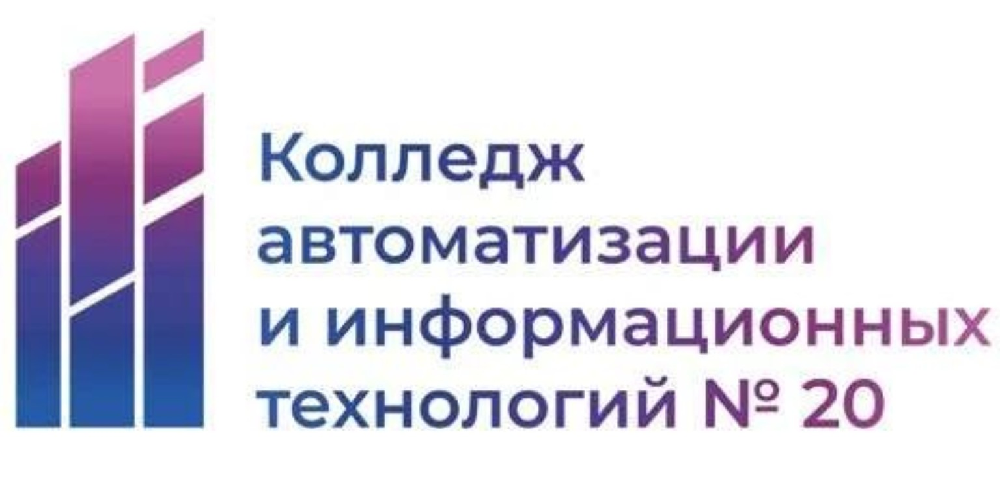 Колледж
автоматизации
и информационных
технологий № 20